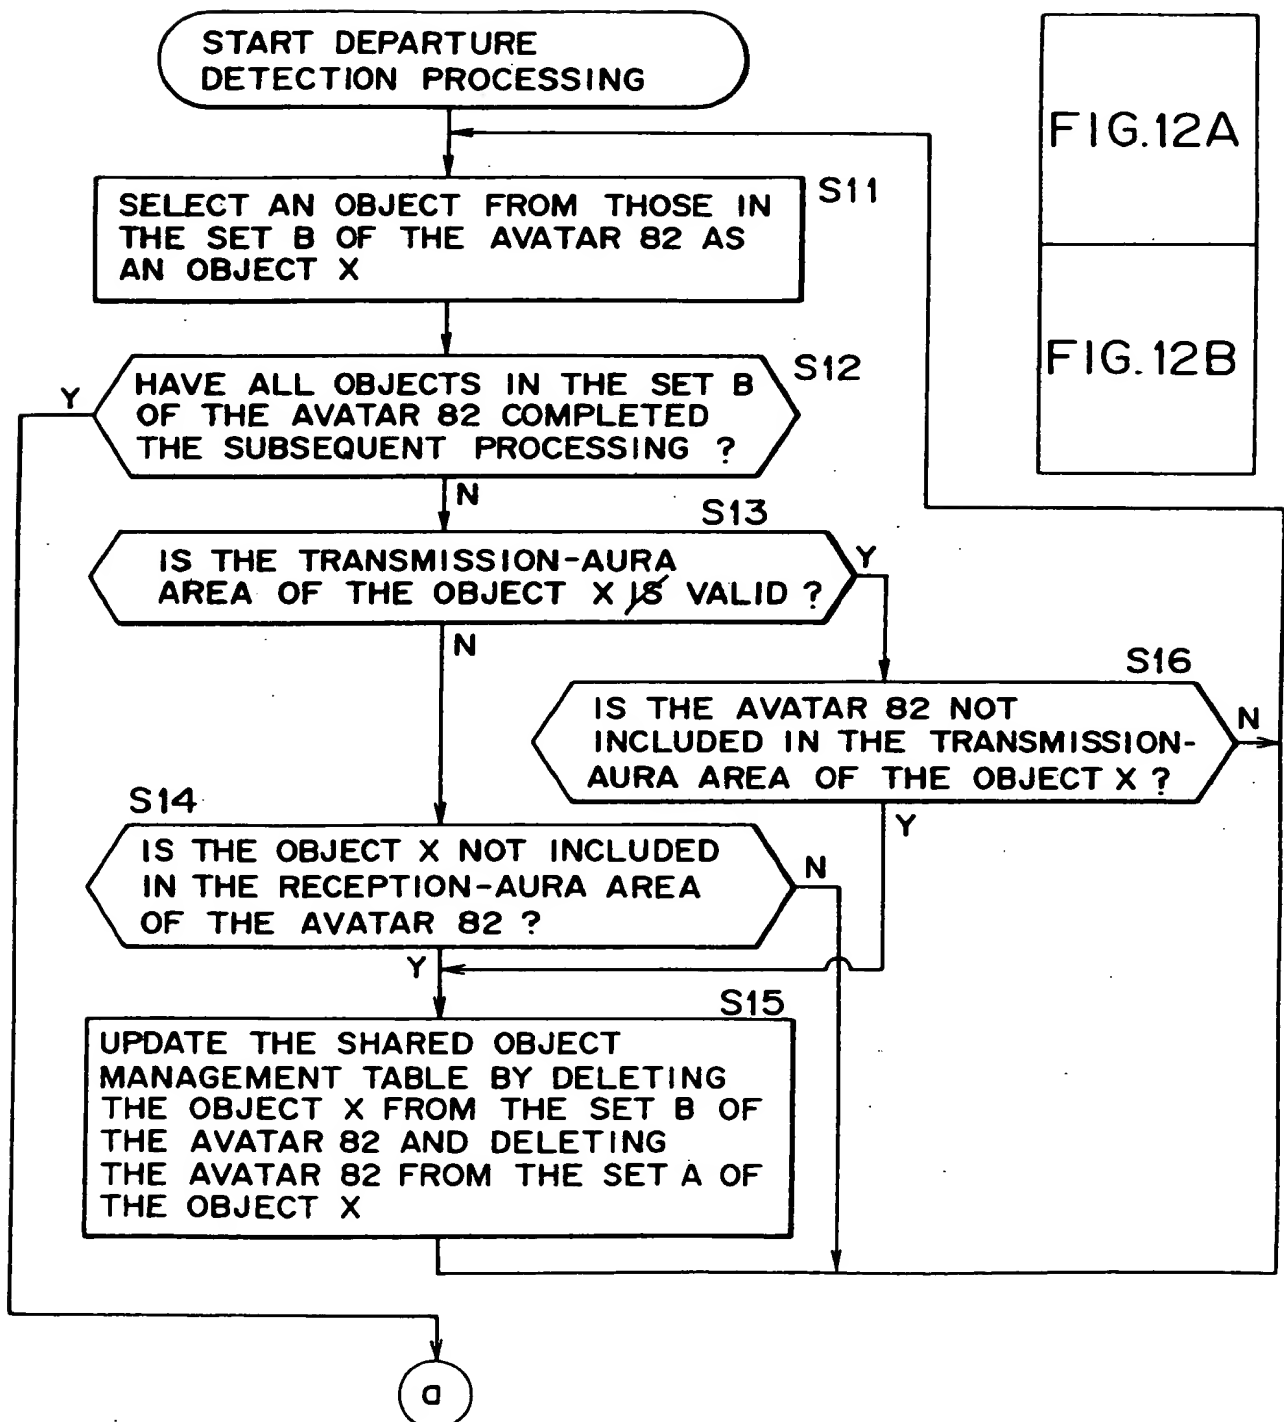 START DEPARTURE
DETECTION PROCESSING
FIG.12A
FIG.12B
S11
SELECT AN OBJECT FROM THOSE IN
THE SET B OF THE AVATAR 82 AS
AN OBJECT X
S12
Y
HAVE ALL OBJECTS IN THE SET B
OF THE AVATAR 82 COMPLETED
THE SUBSEQUENT PROCESSING ?
N
S13
IS THE TRANSMISSION-AURA
AREA OF THE OBJECT X IS VALID ?
Y
N
S16
IS THE AVATAR 82 NOT
INCLUDED IN THE TRANSMISSION-
AURA AREA OF THE OBJECT X ?
N
Y
S14
IS THE OBJECT X NOT INCLUDED
IN THE RECEPTION-AURA AREA
OF THE AVATAR 82 ?
N
Y
S15
UPDATE THE SHARED OBJECT
MANAGEMENT TABLE BY DELETING
THE OBJECT X FROM THE SET B OF
THE AVATAR 82 AND DELETING
THE AVATAR 82 FROM THE SET A OF
THE OBJECT X
a